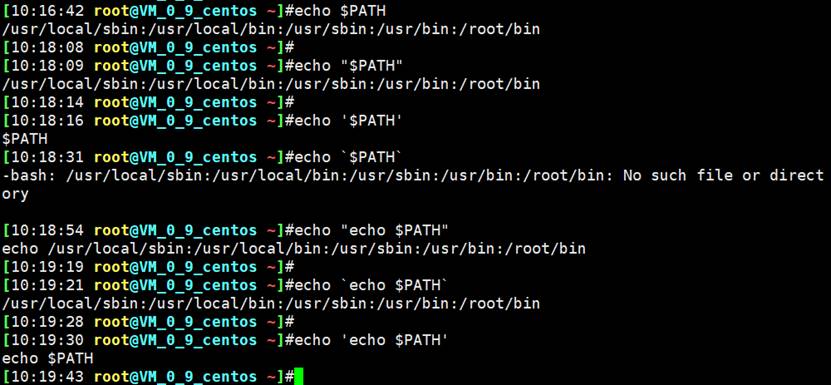 [10:16:42 root@VM_0_9_centos ~]#echo $PATH
/usr/local/sbin:/usr/local/bin:/usr/sbin:/usr/bin:/root/bin
[10:18:08 root@VM_0_9_centos ~]#
[10:18:09 root@VM_0_9_centos ~]#echo "$PATH"
/usr/local/sbin:/usr/local/bin:/usr/sbin:/usr/bin:/root/bin
[10:18:14 root@VM_0_9_centos ~]#
[10:18:16 root@VM_0_9_centos ~]#echo '$PATH'
$PATH
[10:18:31 root@VM_0_9_centos ~]#echo `$PATH`
-bash: /usr/local/sbin:/usr/local/bin:/usr/sbin:/usr/bin:/root/bin: No such file or direct
ory

[10:18:54 root@VM_0_9_centos ~]#echo "echo $PATH"
echo /usr/local/sbin:/usr/local/bin:/usr/sbin:/usr/bin:/root/bin
[10:19:19 root@VM_0_9_centos ~]#
[10:19:21 root@VM_0_9_centos ~]#echo `echo $PATH`
/usr/local/sbin:/usr/local/bin:/usr/sbin:/usr/bin:/root/bin
[10:19:28 root@VM_0_9_centos ~]#
[10:19:30 root@VM_0_9_centos ~]#echo 'echo $PATH'
echo $PATH
[10:19:43 root@VM_0_9_centos ~]#